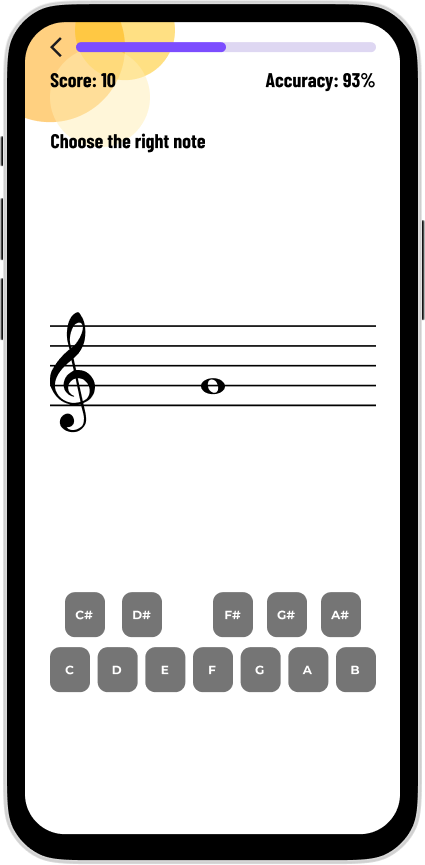 Score: 10
Accuracy: 93%
Choose the right note
C# D# F# G# A#
C D E F G A B